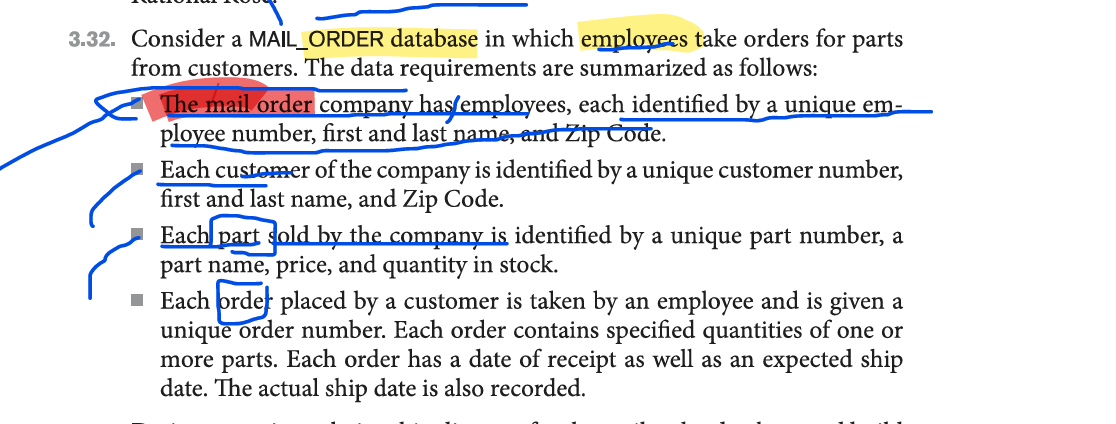 Rational Rose.
3.32. Consider a MAIL_ORDER database in which employees take orders for parts
from customers. The data requirements are summarized as follows:
■ The mail order company has employees, each identified by a unique em-
ployee number, first and last name, and Zip Code.
■ Each customer of the company is identified by a unique customer number,
first and last name, and Zip Code.
■ Each part sold by the company is identified by a unique part number, a
part name, price, and quantity in stock.
■ Each order placed by a customer is taken by an employee and is given a
unique order number. Each order contains specified quantities of one or
more parts. Each order has a date of receipt as well as an expected ship
date. The actual ship date is also recorded.